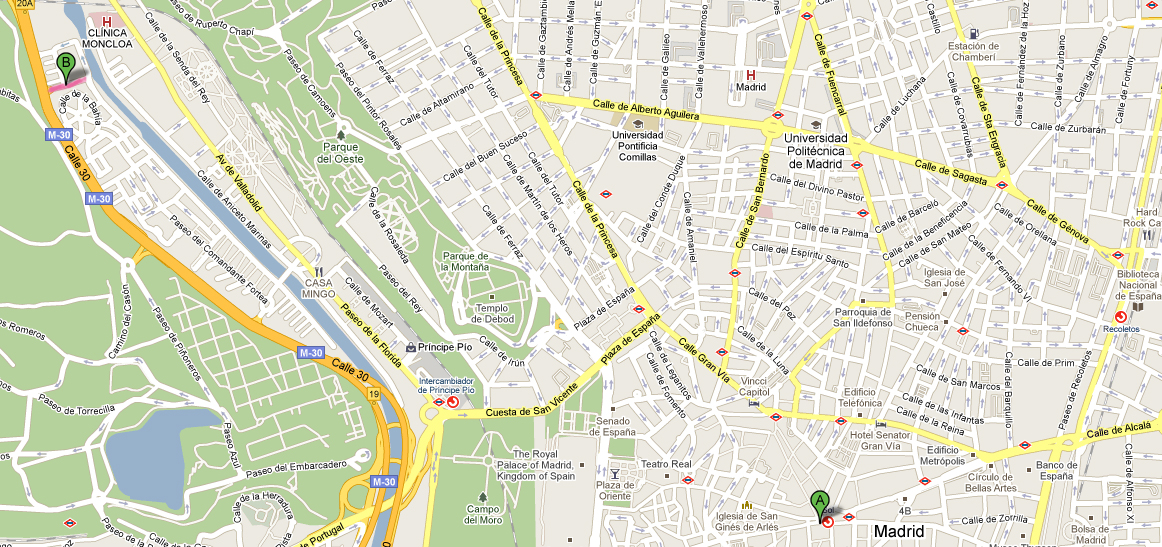 20A
H
CLÍNICA
MONCLOA
B
Calle de la Bahía
M-30
Calle 30
M-30
Paseo de Ruperto Chapí
Calle de la Senda del Rey
Av de Valladolid
Calle de Aniceto Marinas
Paseo del Comandante Fortea
Paseo de Camoens
Paseo del Pintor Rosales
Parque
del Oeste
Calle de Ferraz
Calle de Altamirano
Calle del Tutor
Calle del Buen Suceso
Calle de la Princesa
Calle de Gaztambide
Calle de Andrés Mella
Calle de Guzmán "E
Calle de Galileo
Calle de Vallehermoso
H
Madrid
Calle de Alberto Aguilera
Universidad
Pontificia
Comillas
Universidad
Politécnica
de Madrid
Calle de Fuencarral
Calle de Luchana
Castillo
Estación de
Chamberí
Calle de Fernández de la Hoz
Calle de Zurbano
Calle de Almagro
Calle de Fortuny
Calle de Covarrubias
Calle de Sta Engracia
Calle de Zurbarán
Calle de Sagasta
Calle de Génova
Hard
Rock Ca
Calle de San Bernardo
Calle del Divino Pastor
Calle de la Palma
Calle del Espíritu Santo
Calle de Barceló
Calle de la Beneficencia
Calle de San Mateo
Calle de Orellana
Calle de Fernando VI
Iglesia de
San José
Biblioteca
Nacional
de España
Recoletos
Calle del Conde Duque
Calle de Amaniel
Calle del Tutor
Calle de Martín de los Heros
Calle de Ferraz
Calle de la Princesa
Calle de la Rosaleda
Paseo del Rey
Parque de
la Montaña
Templo
de Debod
Plaza de España
Plaza de España
CASA
MINGO
Calle de Mozart
Paseo de la Florida
Príncipe Pío
Intercambiador
de Príncipe Pío
Calle de Irún
Cuesta de San Vicente
Calle de Leganitos
Calle de Fomento
Calle Gran Vía
Calle del Pez
Calle de la Luna
Parroquia de
San Ildefonso
Pensión
Chueca
Vincci
Capitol
Edificio
Telefónica
Calle de Prim
Calle de San Marcos
Calle del Barquillo
Calle de las Infantas
Calle de la Reina
Paseo de Recoletos
Hotel Senator
Gran Vía
Edificio
Metrópolis
Calle de Alcalá
Banco de
España
Círculo de
Bellas Artes
Calle de Alfonso XI
Bolsa de
Madrid
Calle de Zorrilla
4B
Madrid
A
Sol
Iglesia de San
Ginés de Arlés
Teatro Real
Plaza de
Oriente
Senado
de España
The Royal
Palace of Madrid,
Kingdom of Spain
Campo
del Moro
M-30
Calle 30
19
M-30
Camino del Casón
Paseo de Piñoneros
os Romeros
Paseo de Torrecilla
Paseo Azul
Paseo del Embarcadero
de la Herradura
de Portugal